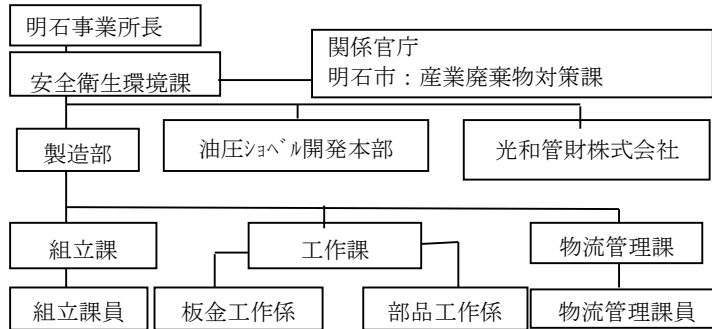 明石事業所長
関係官庁
明石市：産業廃棄物対策課
安全衛生環境課
製造部
油圧ｼｮﾍﾞﾙ開発本部
光和管財株式会社
組立課
工作課
物流管理課
組立課員
板金工作係
部品工作係
物流管理課員